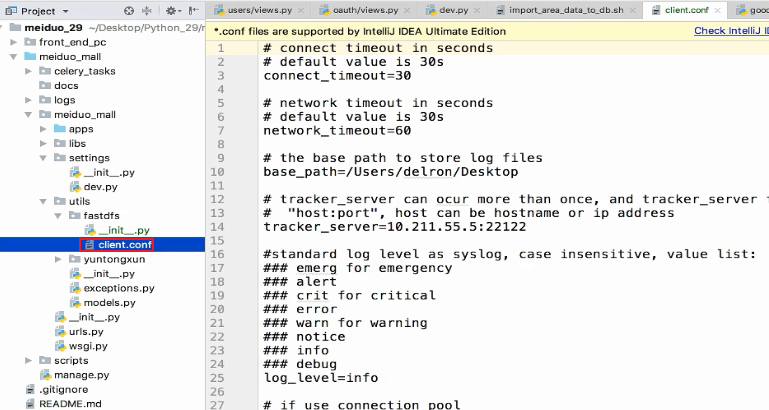 Project
meiduo_29 ~/Desktop/Python_29/
front_end_pc
meiduo_mall
celery_tasks
docs
logs
meiduo_mall
apps
libs
settings
__init__.py
dev.py
utils
fastdfs
__init__.py
client.conf
yuntongxun
__init__.py
exceptions.py
models.py
__init__.py
urls.py
wsgi.py
scripts
manage.py
.gitignore
README.md
users/views.py oauth/views.py dev.py import_area_data_to_db.sh client.conf
*.conf files are supported by IntelliJ IDEA Ultimate Edition Check IntelliJ
1 # connect timeout in seconds
2 # default value is 30s
3 connect_timeout=30
4
5 # network timeout in seconds
6 # default value is 30s
7 network_timeout=60
8
9 # the base path to store log files
10 base_path=/Users/delron/Desktop
11
12 # tracker_server can ocur more than once, and tracker_server
13 # "host:port", host can be hostname or ip address
14 tracker_server=10.211.55.5:22122
15
16 #standard log level as syslog, case insensitive, value list:
17 ### emerg for emergency
18 ### alert
19 ### crit for critical
20 ### error
21 ### warn for warning
22 ### notice
23 ### info
24 ### debug
25 log_level=info
26
27 # if use connection pool